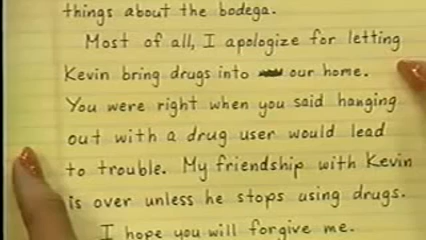 things about the bodega.
Most of all, I apologize for letting
Kevin bring drugs into our home.
You were right when you said hanging
out with a drug user would lead
to trouble. My friendship with Kevin
is over unless he stops using drugs.
I hope you will forgive me.